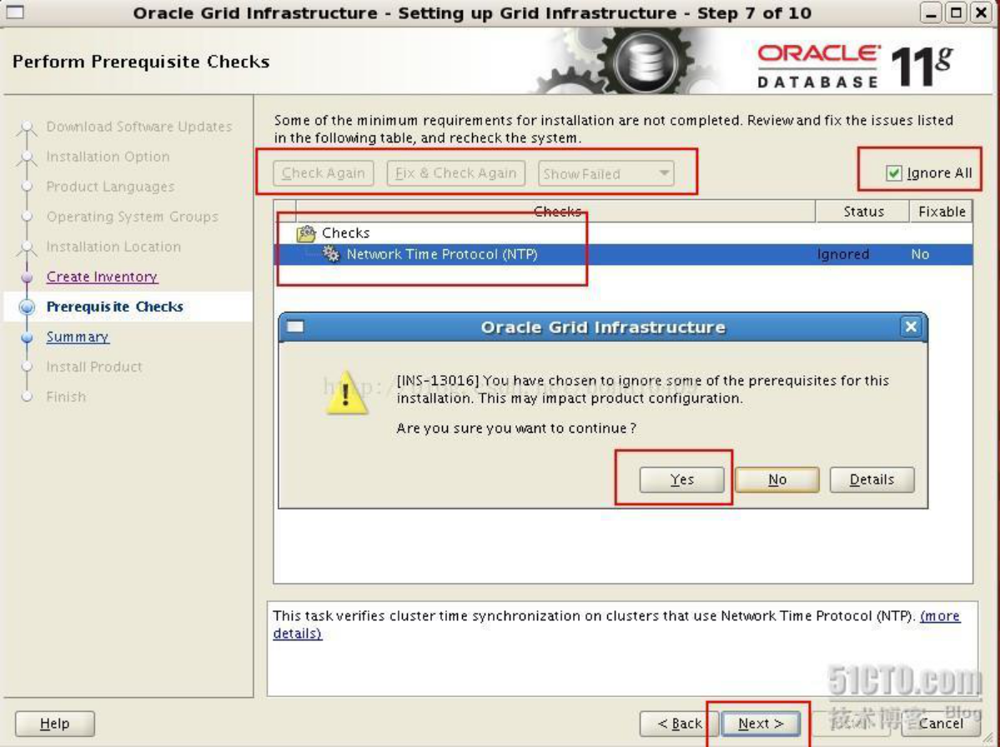 Oracle Grid Infrastructure - Setting up Grid Infrastructure - Step 7 of 10
Perform Prerequisite Checks
ORACLE
DATABASE
11g
Download Software Updates
Installation Option
Product Languages
Operating System Groups
Installation Location
Create Inventory
Prerequisite Checks
Summary
Install Product
Finish
Some of the minimum requirements for installation are not completed. Review and fix the issues listed
in the following table, and recheck the system.
Check Again Fix & Check Again Show Failed Ignore All
Checks Status Fixable
Checks
Network Time Protocol (NTP) Ignored No
Oracle Grid Infrastructure
[INS-13016] You have chosen to ignore some of the prerequisites for this
installation. This may impact product configuration.
Are you sure you want to continue?
Yes No Details
This task verifies cluster time synchronization on clusters that use Network Time Protocol (NTP). (more
details)
51CTO.com
技术博客 Blog
Help < Back Next > Cancel